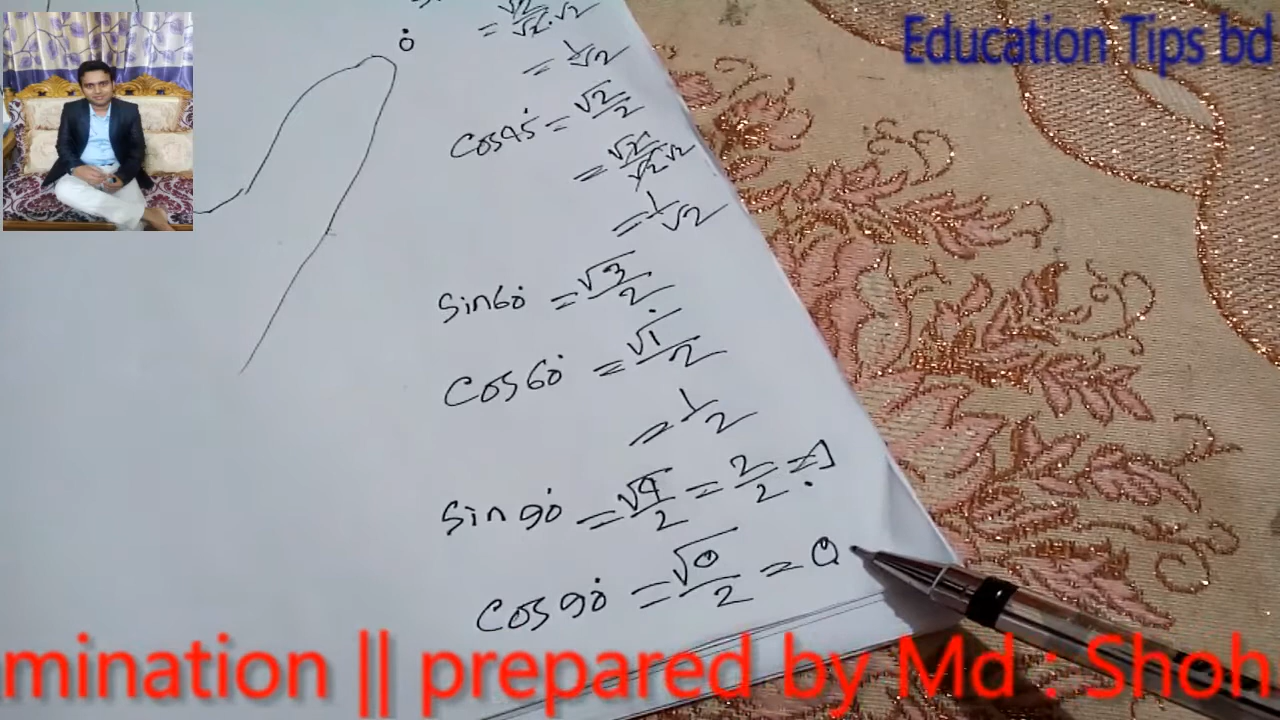 Education Tips bd
0°
= √2/√2·√2
= 1/√2
cos45° = √2/2
= √2/√2·√2
= 1/√2
sin60° = √3/2
cos60° = √1/2
= 1/2
sin90° = √4/2 = 2/2 = 1
cos90° = √0/2 = 0
mination || prepared by Md : Shoh